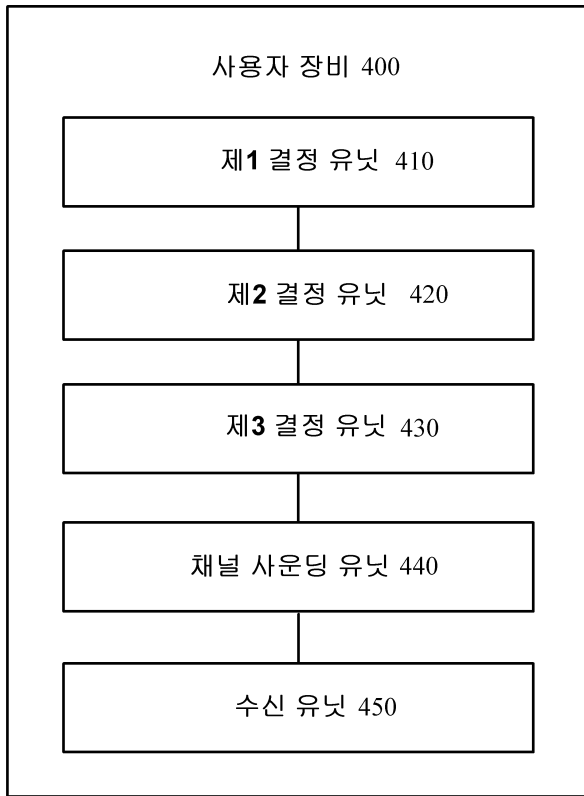 사용자 장비 400
제1 결정 유닛 410
제2 결정 유닛 420
제3 결정 유닛 430
채널 사운딩 유닛 440
수신 유닛 450